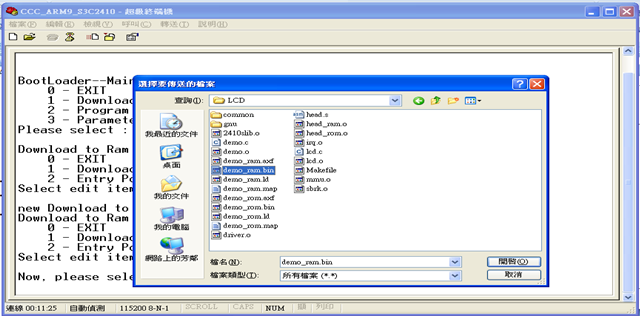 CCC_ARM9_S3C2410 - 超級終端機
檔案(F) 編輯(E) 檢視(V) 呼叫(C) 轉送(T) 說明(H)
BootLoader--Main
0 - EXIT
1 - Download
2 - Program
3 - Paramete
Please select :
Download to Ram
0 - EXIT
1 - Downloa
2 - Entry Po
Select edit item
new Download to
Download to Ram
0 - EXIT
1 - Downloa
2 - Entry Po
Select edit item
Now, please sele
選擇要傳送的檔案
查詢(I): LCD
我最近的文件
桌面
我的文件
我的電腦
網路上的芳鄰
common
gnu
2410slib.o
demo.c
demo.o
demo_ram.axf
demo_ram.bin
demo_ram.ld
demo_ram.map
demo_rom.axf
demo_rom.bin
demo_rom.ld
demo_rom.map
driver.o
head.s
head_ram.o
head_rom.o
irq.o
lcd.c
lcd.o
Makefile
mmu.o
sbrk.o
檔名(N): demo_ram.bin 開啟(O)
檔案類型(T): 所有檔案 (*.*) 取消
連線 00:11:25 自動偵測 115200 8-N-1 SCROLL CAPS NUM 擷 列印